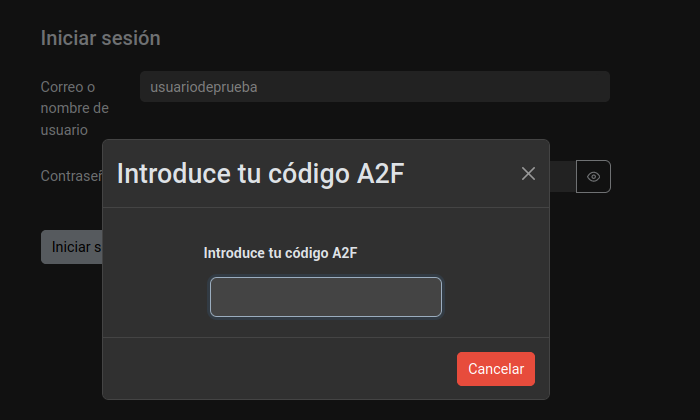 Iniciar sesión
Correo o
nombre de
usuario
usuariodeprueba
Introduce tu código A2F
Contraseñ
Iniciar s
Introduce tu código A2F
Cancelar